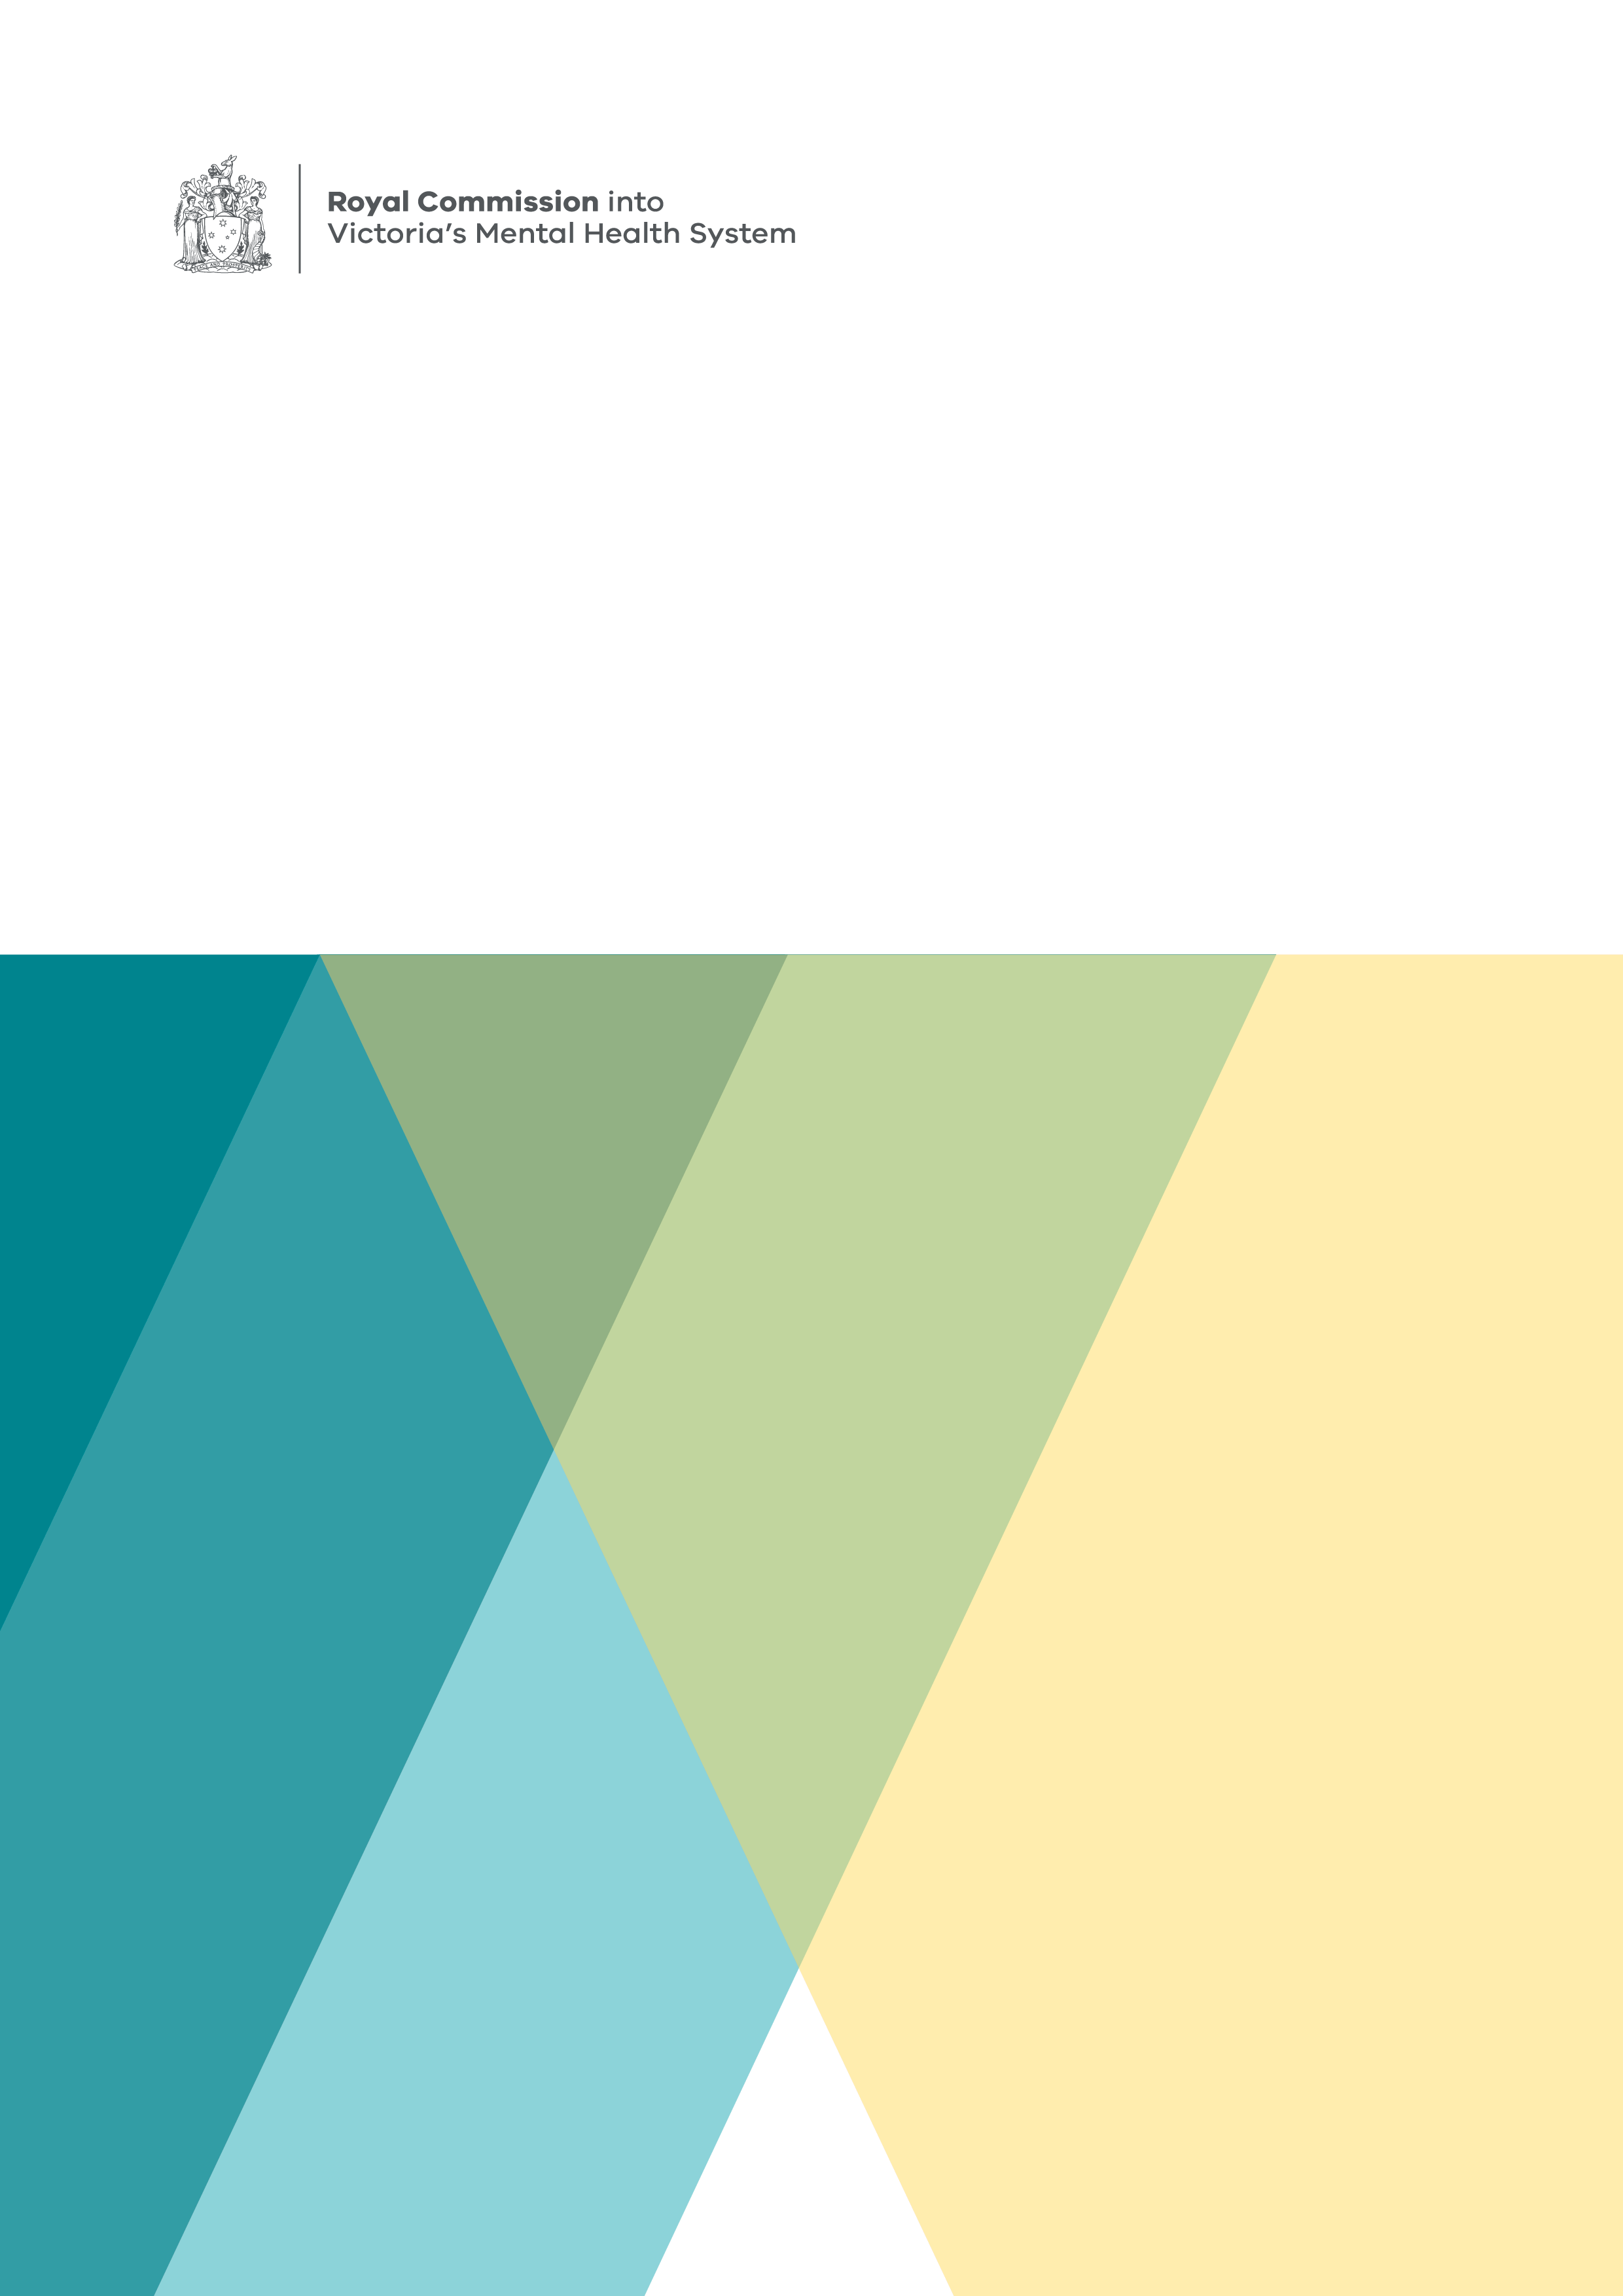 Royal Commission into
Victoria's Mental Health System